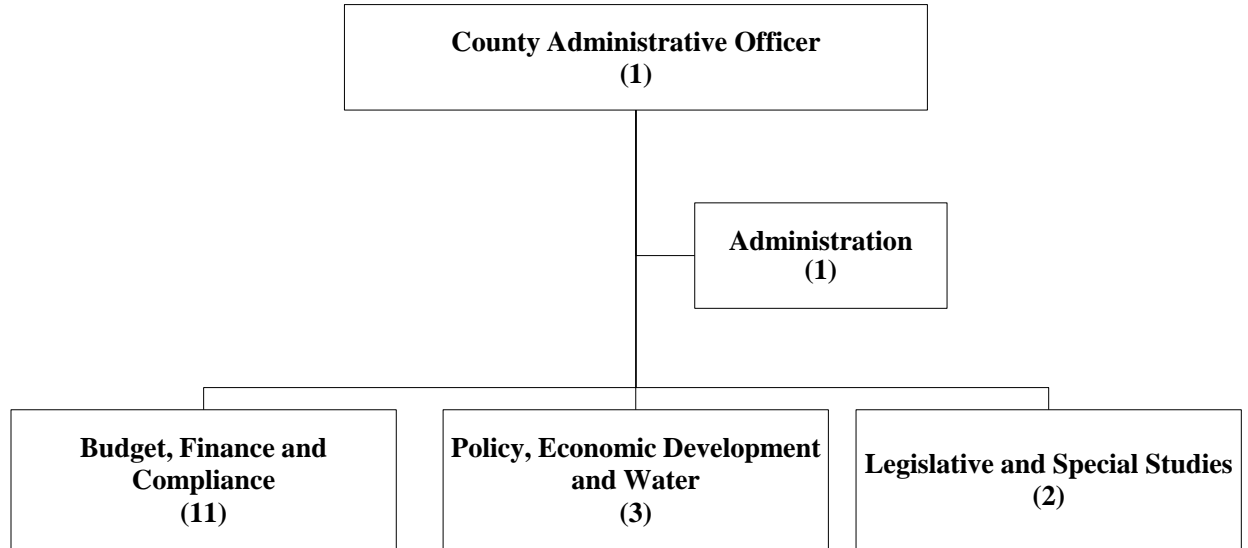 County Administrative Officer
(1)
Administration
(1)
Budget, Finance and
Compliance
(11)
Policy, Economic Development
and Water
(3)
Legislative and Special Studies
(2)